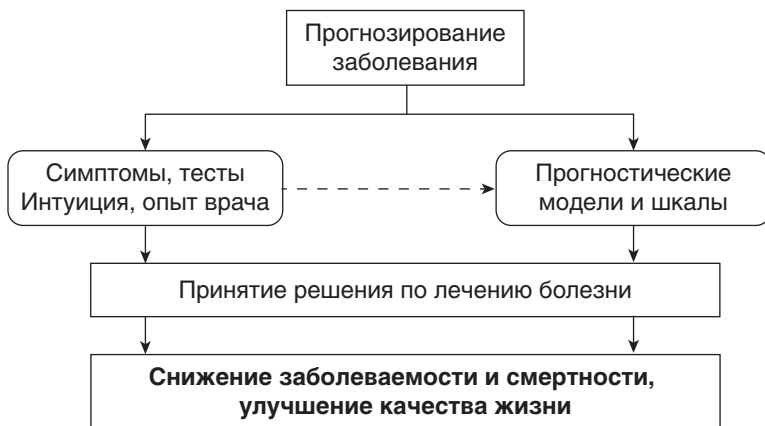 Прогнозирование
заболевания
Симптомы, тесты
Интуиция, опыт врача
Прогностические
модели и шкалы
Принятие решения по лечению болезни
Снижение заболеваемости и смертности,
улучшение качества жизни